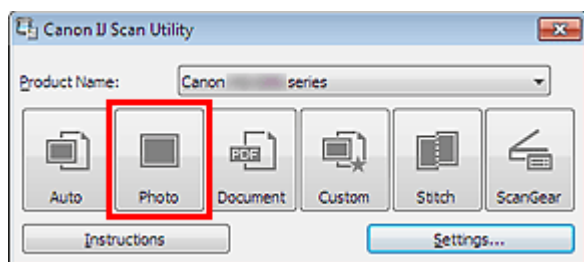 Canon IJ Scan Utility
Product Name: Canon series
Auto Photo PDF Document Custom Stitch ScanGear
Instructions Settings...